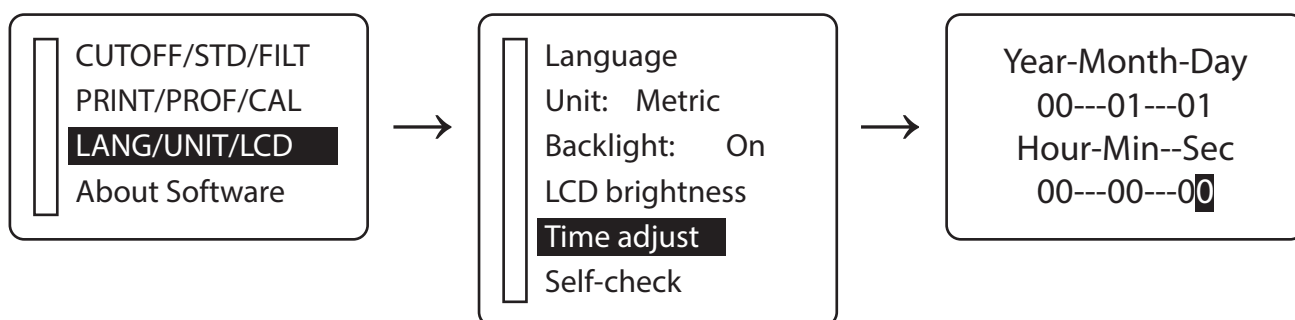 CUTOFF/STD/FILT
PRINT/PROF/CAL
LANG/UNIT/LCD
About Software
Language
Unit: Metric
Backlight: On
LCD brightness
Time adjust
Self-check
Year-Month-Day
00---01---01
Hour-Min--Sec
00---00---00